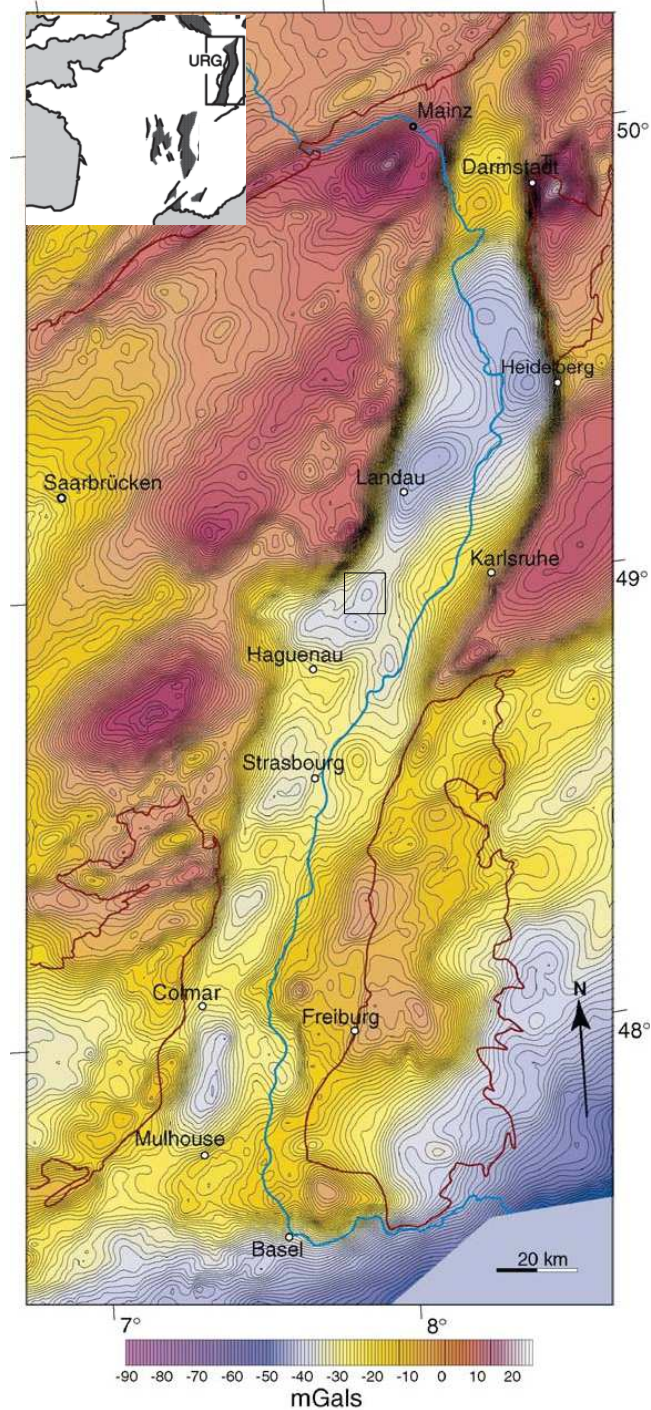 URG
Mainz
50°
Darmstadt
Heidelberg
Landau
Saarbrücken
Karlsruhe
49°
Haguenau
Strasbourg
N
Colmar
Freiburg
48°
Mulhouse
Basel
20 km
7°
8°
-90 -80 -70 -60 -50 -40 -30 -20 -10 0 10 20
mGals